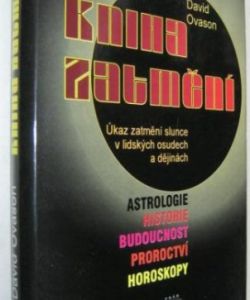 David
Ovason
Kniha
zatmění
Úkaz zatmění slunce
v lidských osudech
a dějinách
ASTROLOGIE
HISTORIE
BUDOUCNOST
PROROCTVÍ
HOROSKOPY
David Ovason